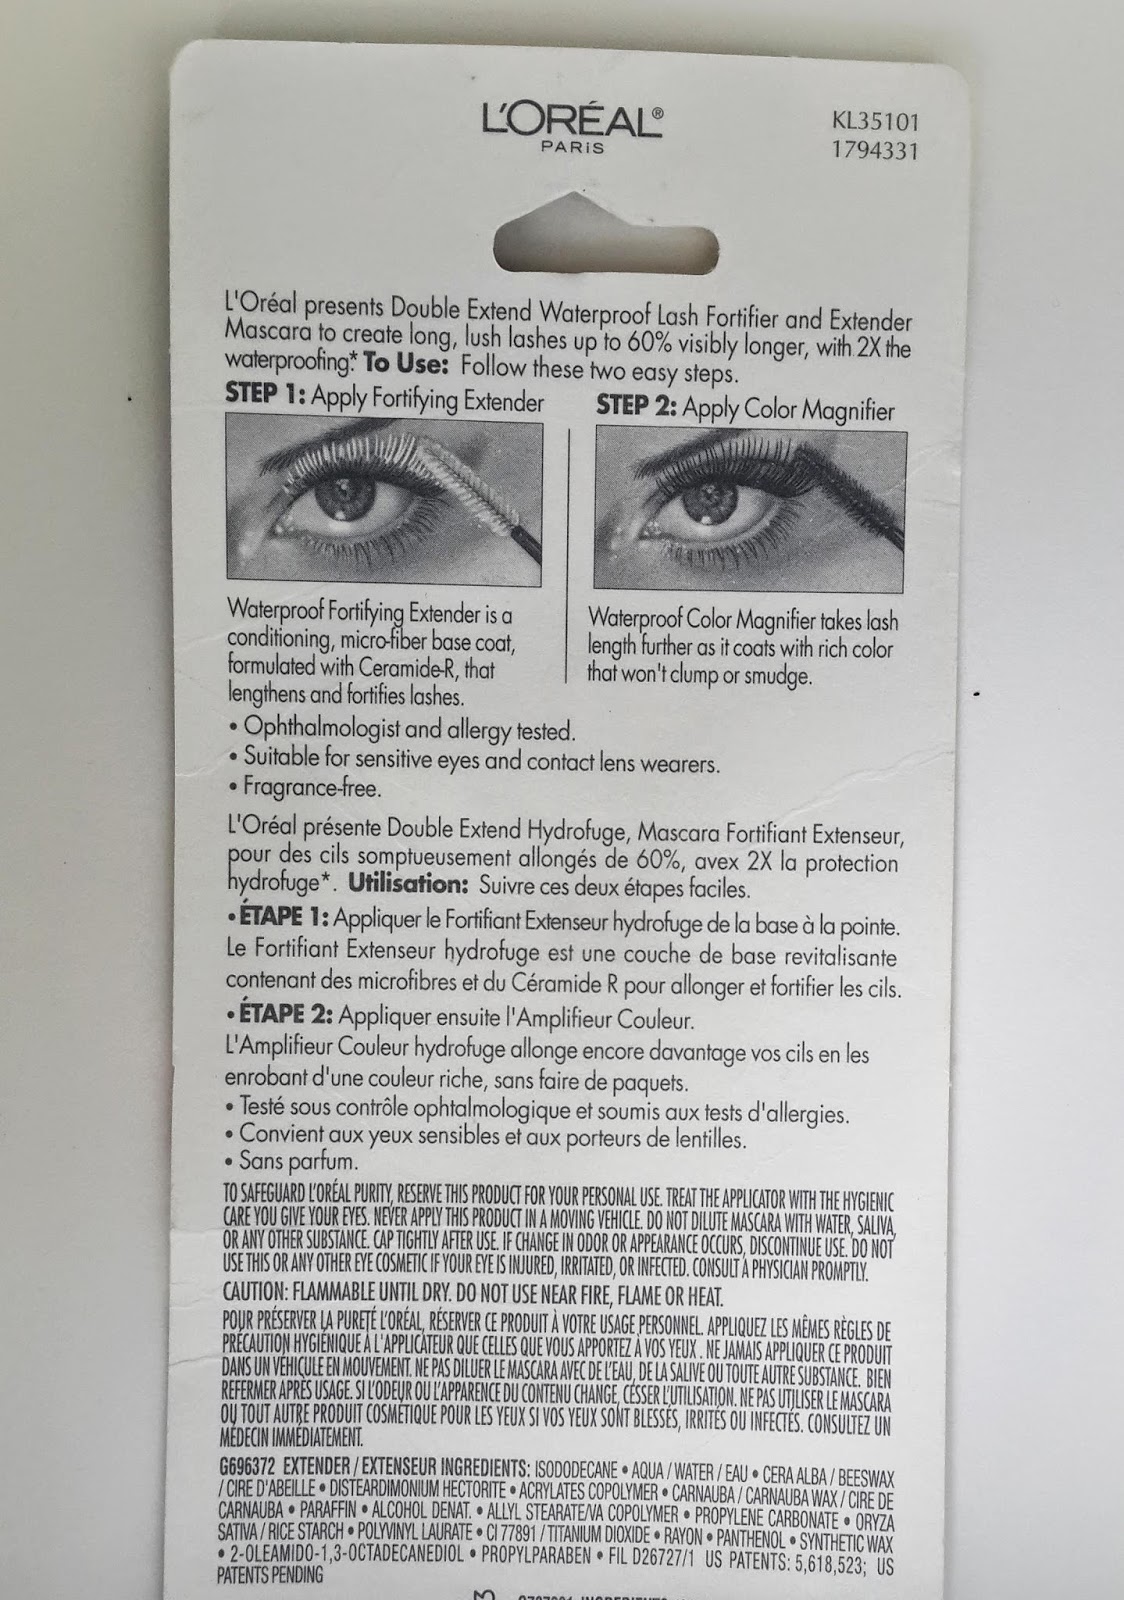 L'ORÉAL®
PARiS
KL35101
1794331
L'Oréal presents Double Extend Waterproof Lash Fortifier and Extender
Mascara to create long, lush lashes up to 60% visibly longer, with 2X the
waterproofing* To Use: Follow these two easy steps.
STEP 1: Apply Fortifying Extender
Waterproof Fortifying Extender is a
conditioning, micro-fiber base coat,
formulated with Ceramide-R, that
lengthens and fortifies lashes.
STEP 2: Apply Color Magnifier
Waterproof Color Magnifier takes lash
length further as it coats with rich color
that won't clump or smudge.
• Ophthalmologist and allergy tested.
• Suitable for sensitive eyes and contact lens wearers.
• Fragrance-free.
L'Oréal présente Double Extend Hydrofuge, Mascara Fortifiant Extenseur,
pour des cils somptueusement allongés de 60%, avex 2X la protection
hydrofuge*. Utilisation: Suivre ces deux étapes faciles.
• ÉTAPE 1: Appliquer le Fortifiant Extenseur hydrofuge de la base à la pointe.
Le Fortifiant Extenseur hydrofuge est une couche de base revitalisante
contenant des microfibres et du Céramide R pour allonger et fortifier les cils.
• ÉTAPE 2: Appliquer ensuite l'Amplifieur Couleur.
L'Amplifieur Couleur hydrofuge allonge encore davantage vos cils en les
enrobant d'une couleur riche, sans faire de paquets.
• Testé sous contrôle ophtalmologique et soumis aux tests d'allergies.
• Convient aux yeux sensibles et aux porteurs de lentilles.
• Sans parfum.
TO SAFEGUARD L'ORÉAL PURITY, RESERVE THIS PRODUCT FOR YOUR PERSONAL USE. TREAT THE APPLICATOR WITH THE HYGIENIC
CARE YOU GIVE YOUR EYES. NEVER APPLY THIS PRODUCT IN A MOVING VEHICLE. DO NOT DILUTE MASCARA WITH WATER, SALIVA,
OR ANY OTHER SUBSTANCE. CAP TIGHTLY AFTER USE. IF CHANGE IN ODOR OR APPEARANCE OCCURS, DISCONTINUE USE. DO NOT
USE THIS OR ANY OTHER EYE COSMETIC IF YOUR EYE IS INJURED, IRRITATED, OR INFECTED. CONSULT A PHYSICIAN PROMPTLY.
CAUTION: FLAMMABLE UNTIL DRY. DO NOT USE NEAR FIRE, FLAME OR HEAT.
POUR PRÉSERVER LA PURETÉ L'ORÉAL, RÉSERVER CE PRODUIT À VOTRE USAGE PERSONNEL. APPLIQUEZ LES MÊMES RÈGLES DE
PRÉCAUTION HYGIÉNIQUE À L'APPLICATEUR QUE CELLES QUE VOUS APPORTEZ À VOS YEUX. NE JAMAIS APPLIQUER CE PRODUIT
DANS UN VÉHICULE EN MOUVEMENT. NE PAS DILUER LE MASCARA AVEC DE L'EAU, DE LA SALIVE OU TOUTE AUTRE SUBSTANCE. BIEN
REFERMER APRÈS USAGE. SI L'ODEUR OU L'APPARENCE DU CONTENU CHANGE, CESSER L'UTILISATION. NE PAS UTILISER LE MASCARA
OU TOUT AUTRE PRODUIT COSMÉTIQUE POUR LES YEUX SI VOS YEUX SONT BLESSÉS, IRRITÉS OU INFECTÉS. CONSULTEZ UN
MÉDECIN IMMÉDIATEMENT.
G696372 EXTENDER / EXTENSEUR INGREDIENTS: ISODODECANE • AQUA / WATER / EAU • CERA ALBA / BEESWAX
/ CIRE D'ABEILLE • DISTEARDIMONIUM HECTORITE • ACRYLATES COPOLYMER • CARNAUBA / CARNAUBA WAX / CIRE DE
CARNAUBA • PARAFFIN • ALCOHOL DENAT. • ALLYL STEARATE/VA COPOLYMER • PROPYLENE CARBONATE • ORYZA
SATIVA / RICE STARCH • POLYVINYL LAURATE • CI 77891 / TITANIUM DIOXIDE • RAYON • PANTHENOL • SYNTHETIC WAX
• 2-OLEAMIDO-1,3-OCTADECANEDIOL • PROPYLPARABEN • FIL D26727/1 US PATENTS: 5,618,523; US
PATENTS PENDING